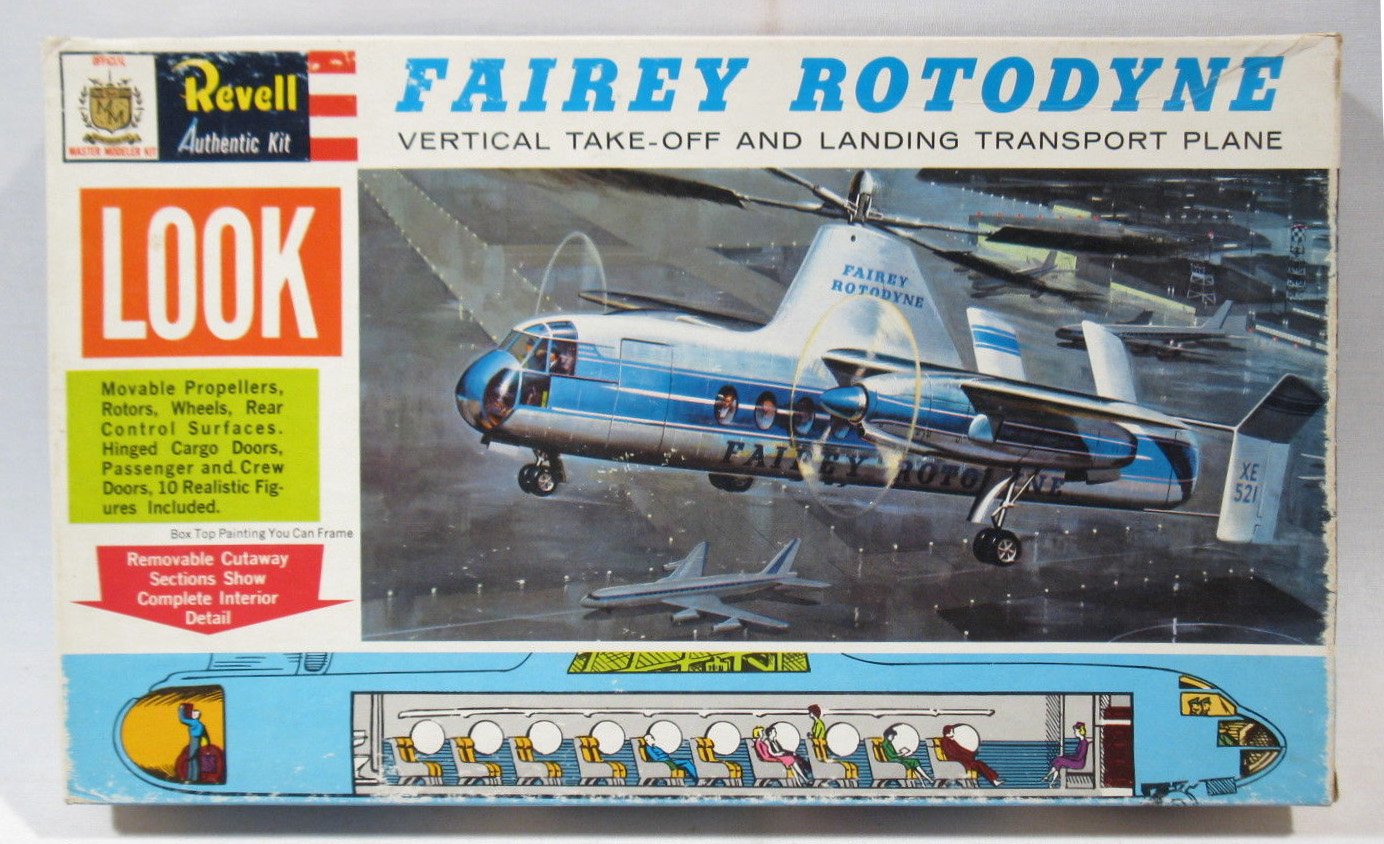 OFFICIAL
MM
MASTER MODELER KIT
Revell
Authentic Kit
FAIREY ROTODYNE
VERTICAL TAKE-OFF AND LANDING TRANSPORT PLANE
LOOK
Movable Propellers,
Rotors, Wheels, Rear
Control Surfaces.
Hinged Cargo Doors,
Passenger and Crew
Doors, 10 Realistic Fig-
ures Included.
Box Top Painting You Can Frame
Removable Cutaway
Sections Show
Complete Interior
Detail
FAIREY
ROTODYNE
FAIREY ROTODYNE
XE
521